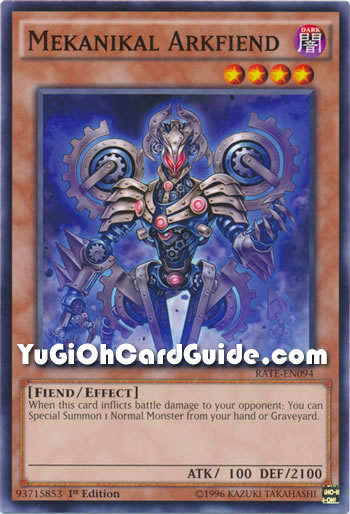 MEKANIKAL ARKFIEND
DARK
闇
YuGiOhCardGuide.com
RATE-EN094
[FIEND/EFFECT]
When this card inflicts battle damage to your opponent: You can
Special Summon 1 Normal Monster from your hand or Graveyard.
ATK/ 100 DEF/2100
93715853 1st Edition
©1996 KAZUKI TAKAHASHI